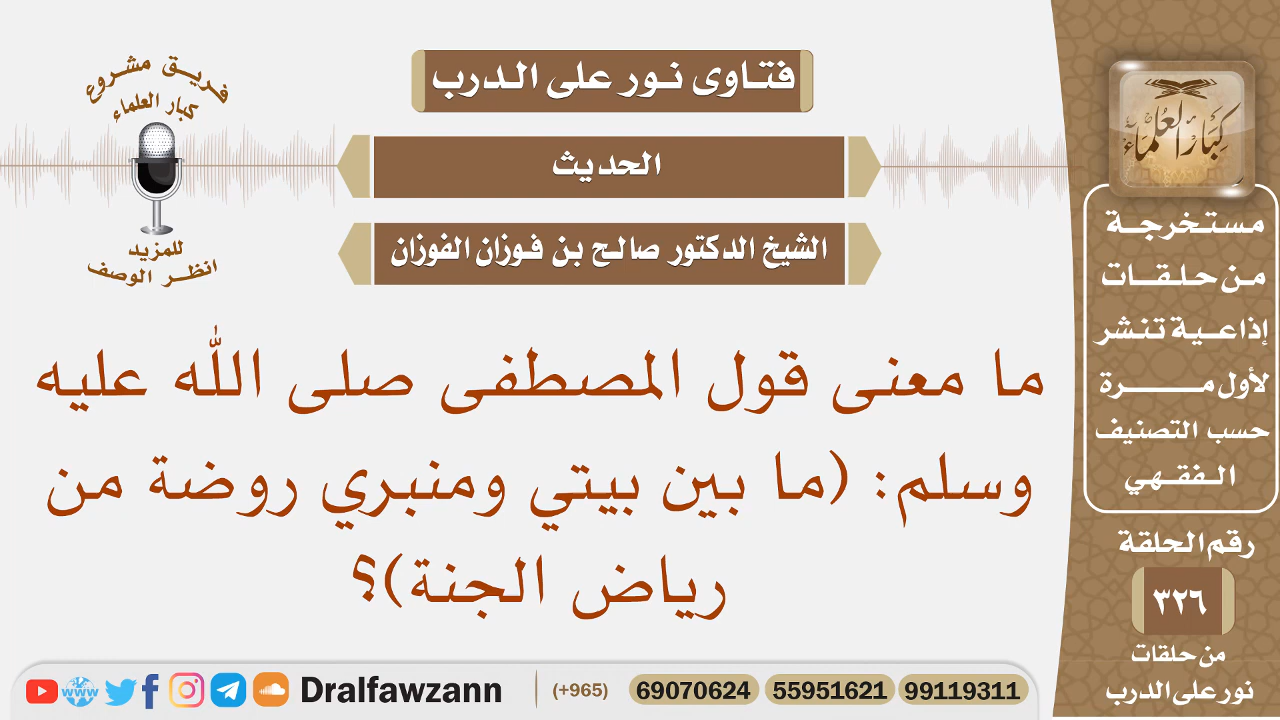 فتاوى نور على الدرب
الحديث
الشيخ الدكتور صالح بن فوزان الفوزان
ما معنى قول المصطفى صلى الله عليه
وسلم: (ما بين بيتي ومنبري روضة من
رياض الجنة)؟
فريق مشروع
كبار العلماء
للمزيد
انظر الوصف
كبار العلماء
مستخرجة
من حلقات
إذاعية تنشر
لأول مرة
حسب التصنيف
الفقهي
رقم الحلقة
٣٢٦
من حلقات
نور على الدرب
www
Dralfawzann (+965) 69070624 55951621 99119311